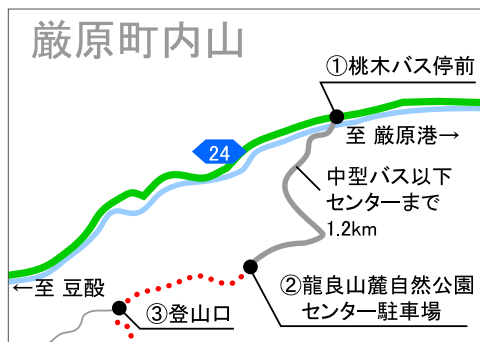 厳原町内山
①桃木バス停前
至 厳原港→
24
中型バス以下
センターまで
1.2km
←至 豆酘
②龍良山麓自然公園
センター駐車場
③登山口